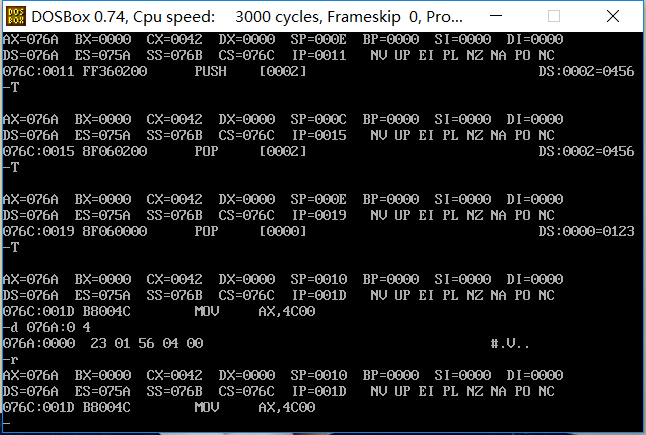 DOS BOX DOSBox 0.74, Cpu speed:     3000 cycles, Frameskip  0, Pro...
AX=076A  BX=0000  CX=0042  DX=0000  SP=000E  BP=0000  SI=0000  DI=0000
DS=076A  ES=075A  SS=076B  CS=076C  IP=0011   NV UP EI PL NZ NA PO NC
076C:0011 FF360200      PUSH    [0002]                             DS:0002=0456
-T
AX=076A  BX=0000  CX=0042  DX=0000  SP=000C  BP=0000  SI=0000  DI=0000
DS=076A  ES=075A  SS=076B  CS=076C  IP=0015   NV UP EI PL NZ NA PO NC
076C:0015 8F060200      POP     [0002]                             DS:0002=0456
-T
AX=076A  BX=0000  CX=0042  DX=0000  SP=000E  BP=0000  SI=0000  DI=0000
DS=076A  ES=075A  SS=076B  CS=076C  IP=0019   NV UP EI PL NZ NA PO NC
076C:0019 8F060000      POP     [0000]                             DS:0000=0123
-T
AX=076A  BX=0000  CX=0042  DX=0000  SP=0010  BP=0000  SI=0000  DI=0000
DS=076A  ES=075A  SS=076B  CS=076C  IP=001D   NV UP EI PL NZ NA PO NC
076C:001D B8004C        MOV     AX,4C00
-d 076A:0 4
076A:0000  23 01 56 04 00                                    #.V..
-r
AX=076A  BX=0000  CX=0042  DX=0000  SP=0010  BP=0000  SI=0000  DI=0000
DS=076A  ES=075A  SS=076B  CS=076C  IP=001D   NV UP EI PL NZ NA PO NC
076C:001D B8004C        MOV     AX,4C00
-